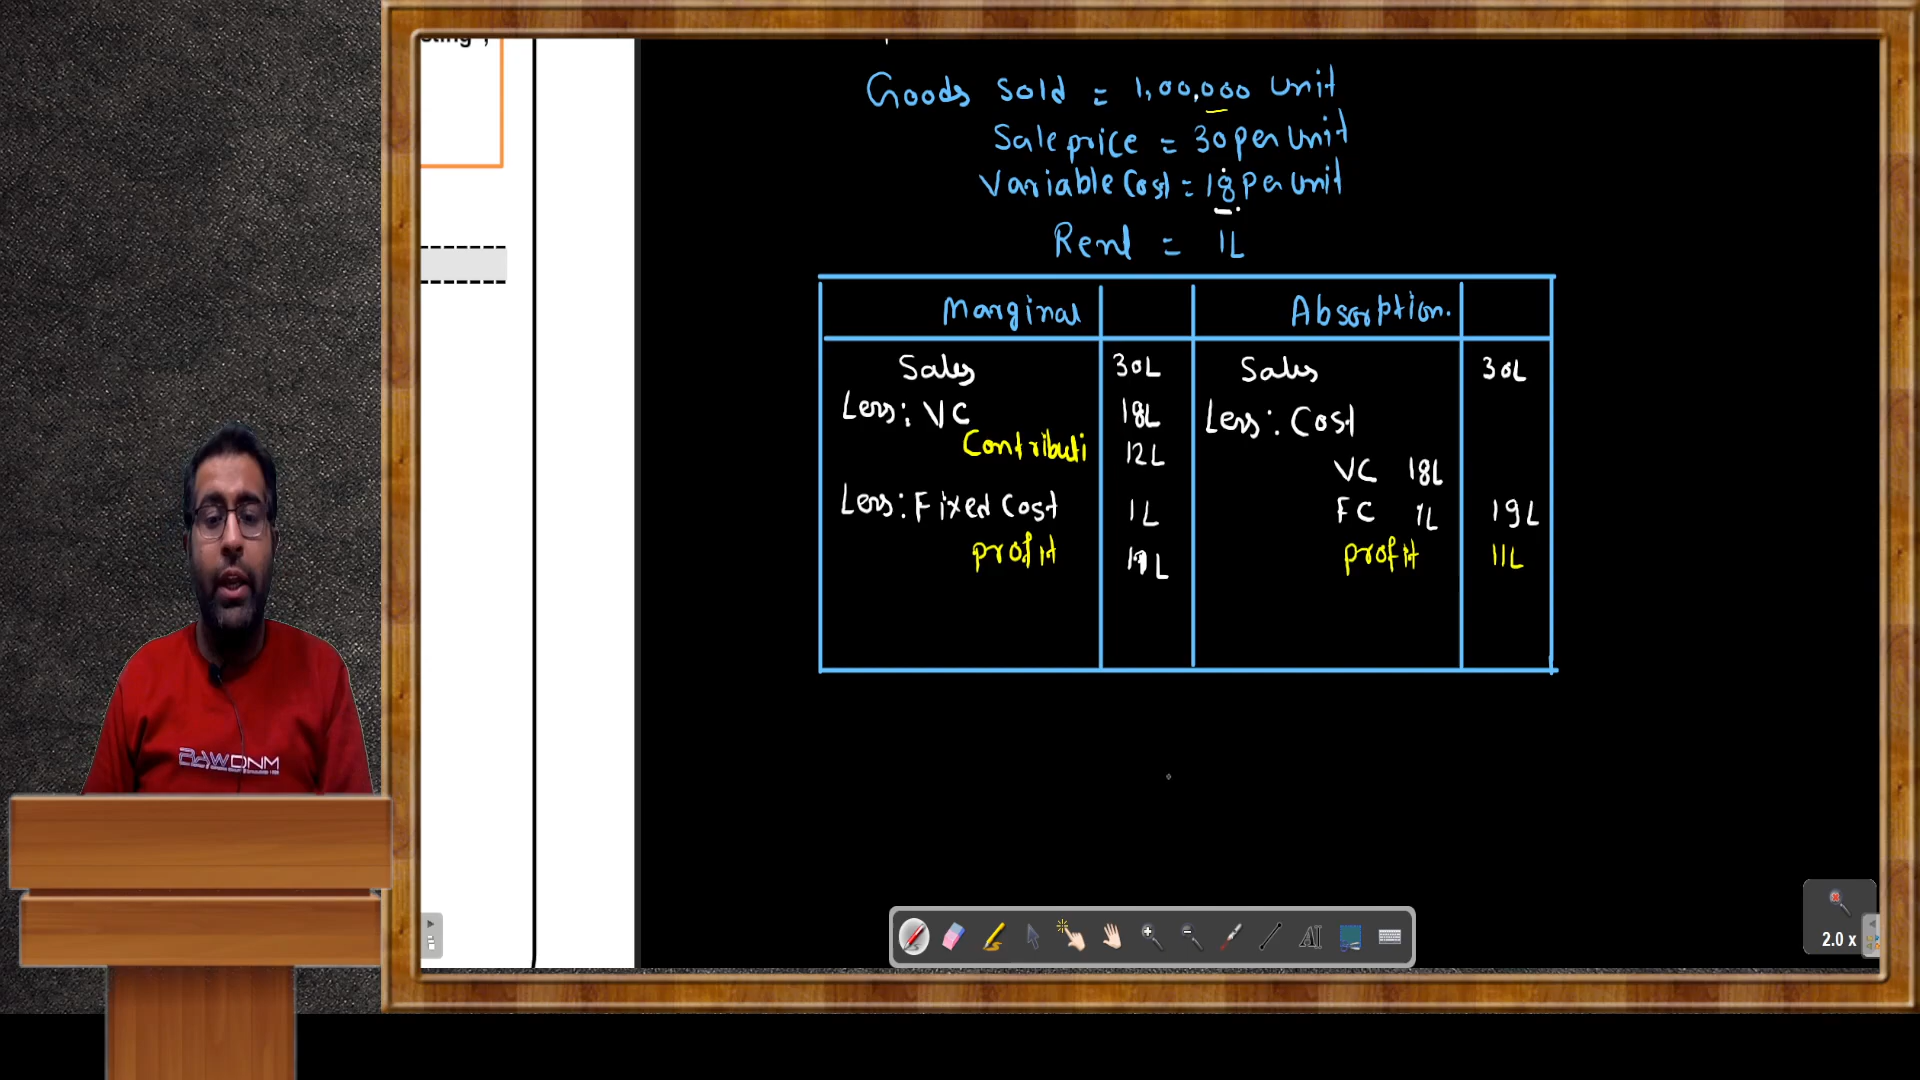 Goods Sold = 1,00,000 Unit
Sale price = 30 per Unit
Variable Cost = 18 per Unit
Rent = 1L
Marginal Absorption.
Sales 30L Sales 30L
Less: VC 18L Less: Cost
Contributi 12L VC 18L
Less: Fixed Cost 1L FC 1L 19L
profit 11L profit 11L
RAWDNM
AI
2.0 x